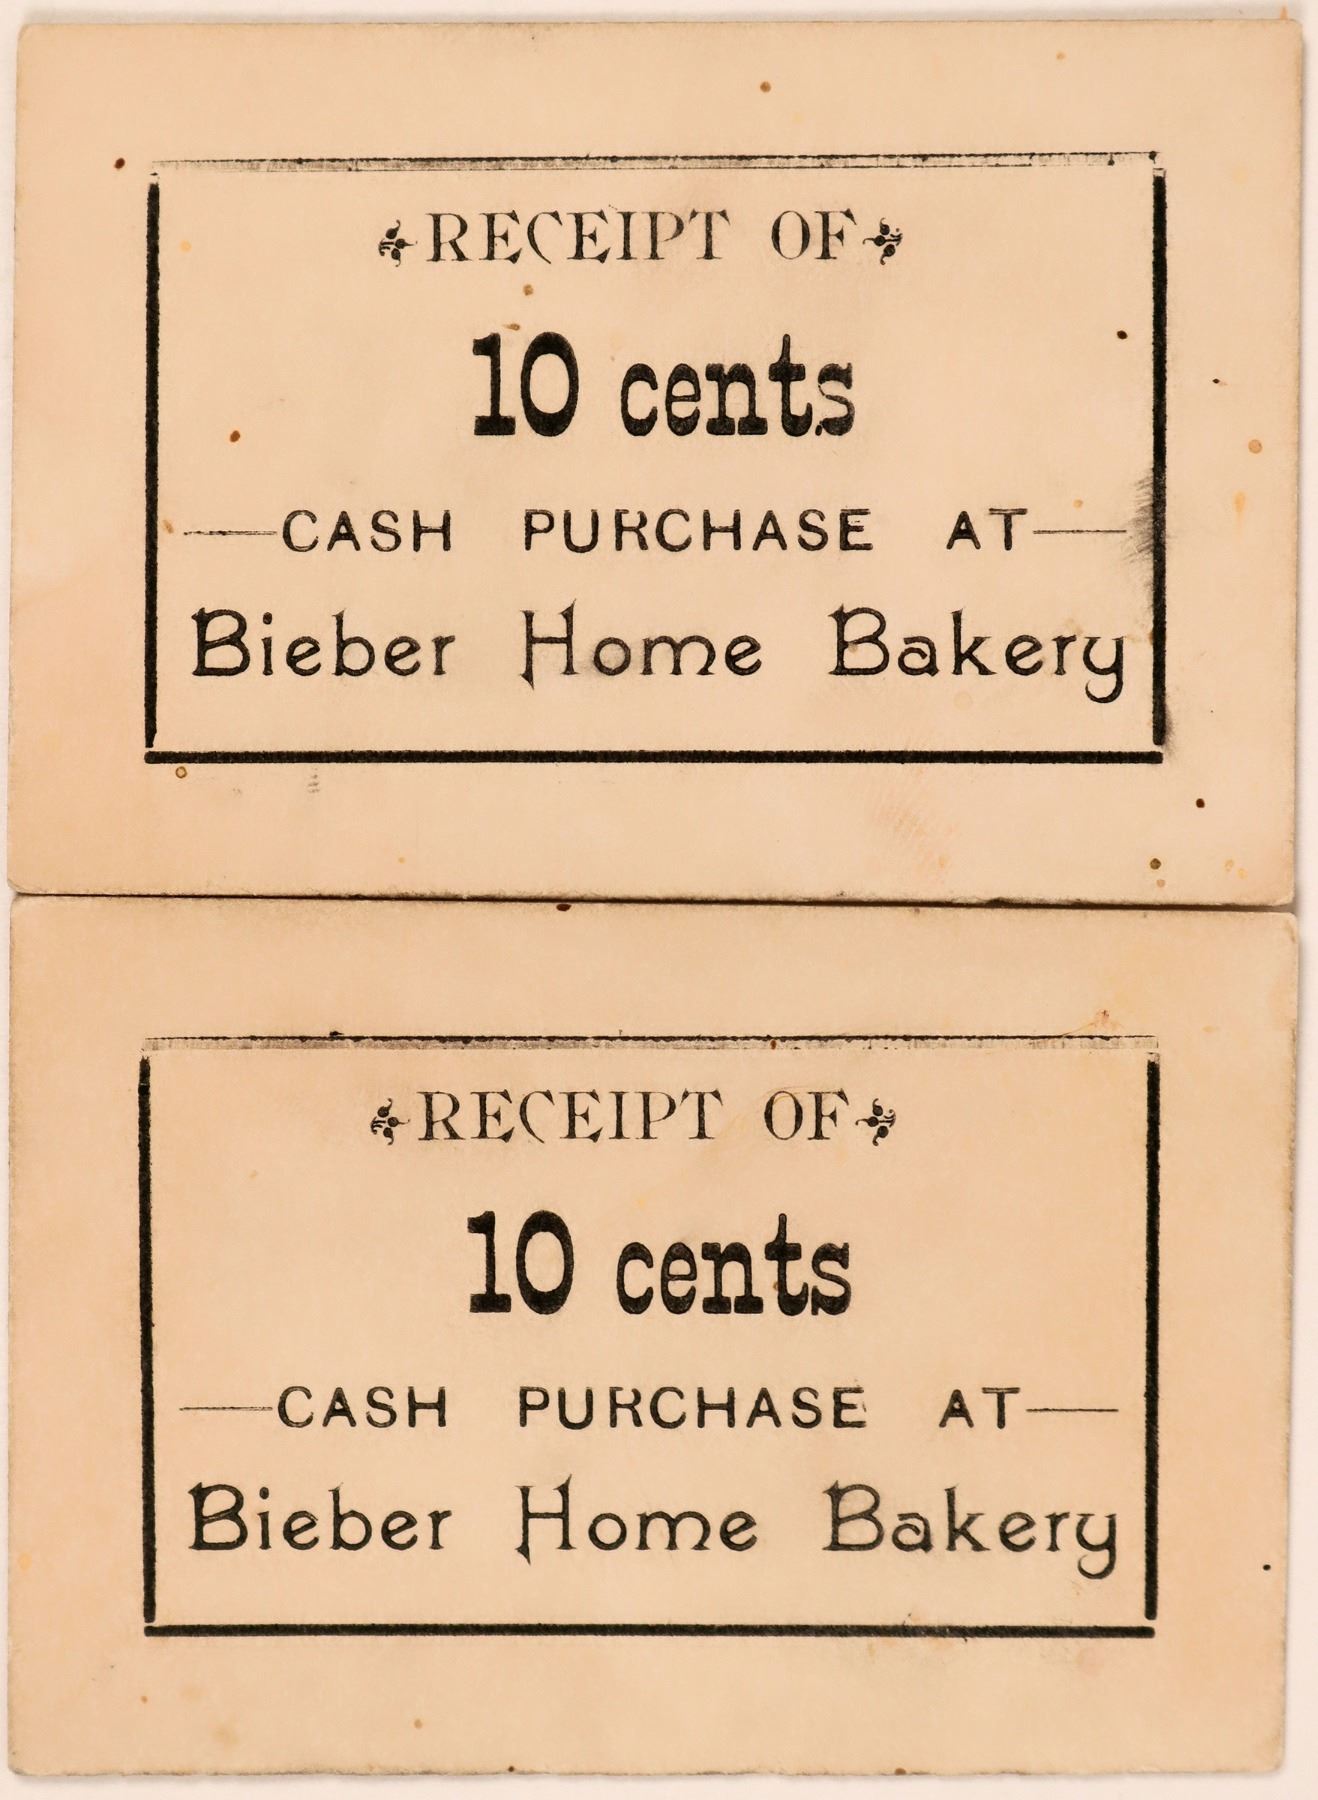 RECEIPT OF
10 cents
CASH PURCHASE AT
Bieber Home Bakery
RECEIPT OF
10 cents
CASH PURCHASE AT
Bieber Home Bakery